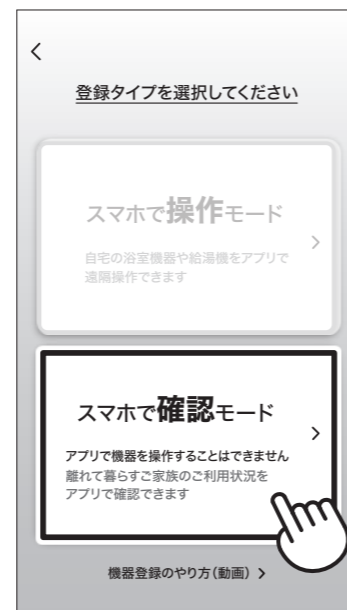 登録タイプを選択してください
スマホで操作モード
自宅の浴室機器や給湯機をアプリで
遠隔操作できます
スマホで確認モード
アプリで機器を操作することはできません
離れて暮らすご家族のご利用状況を
アプリで確認できます
機器登録のやり方(動画)